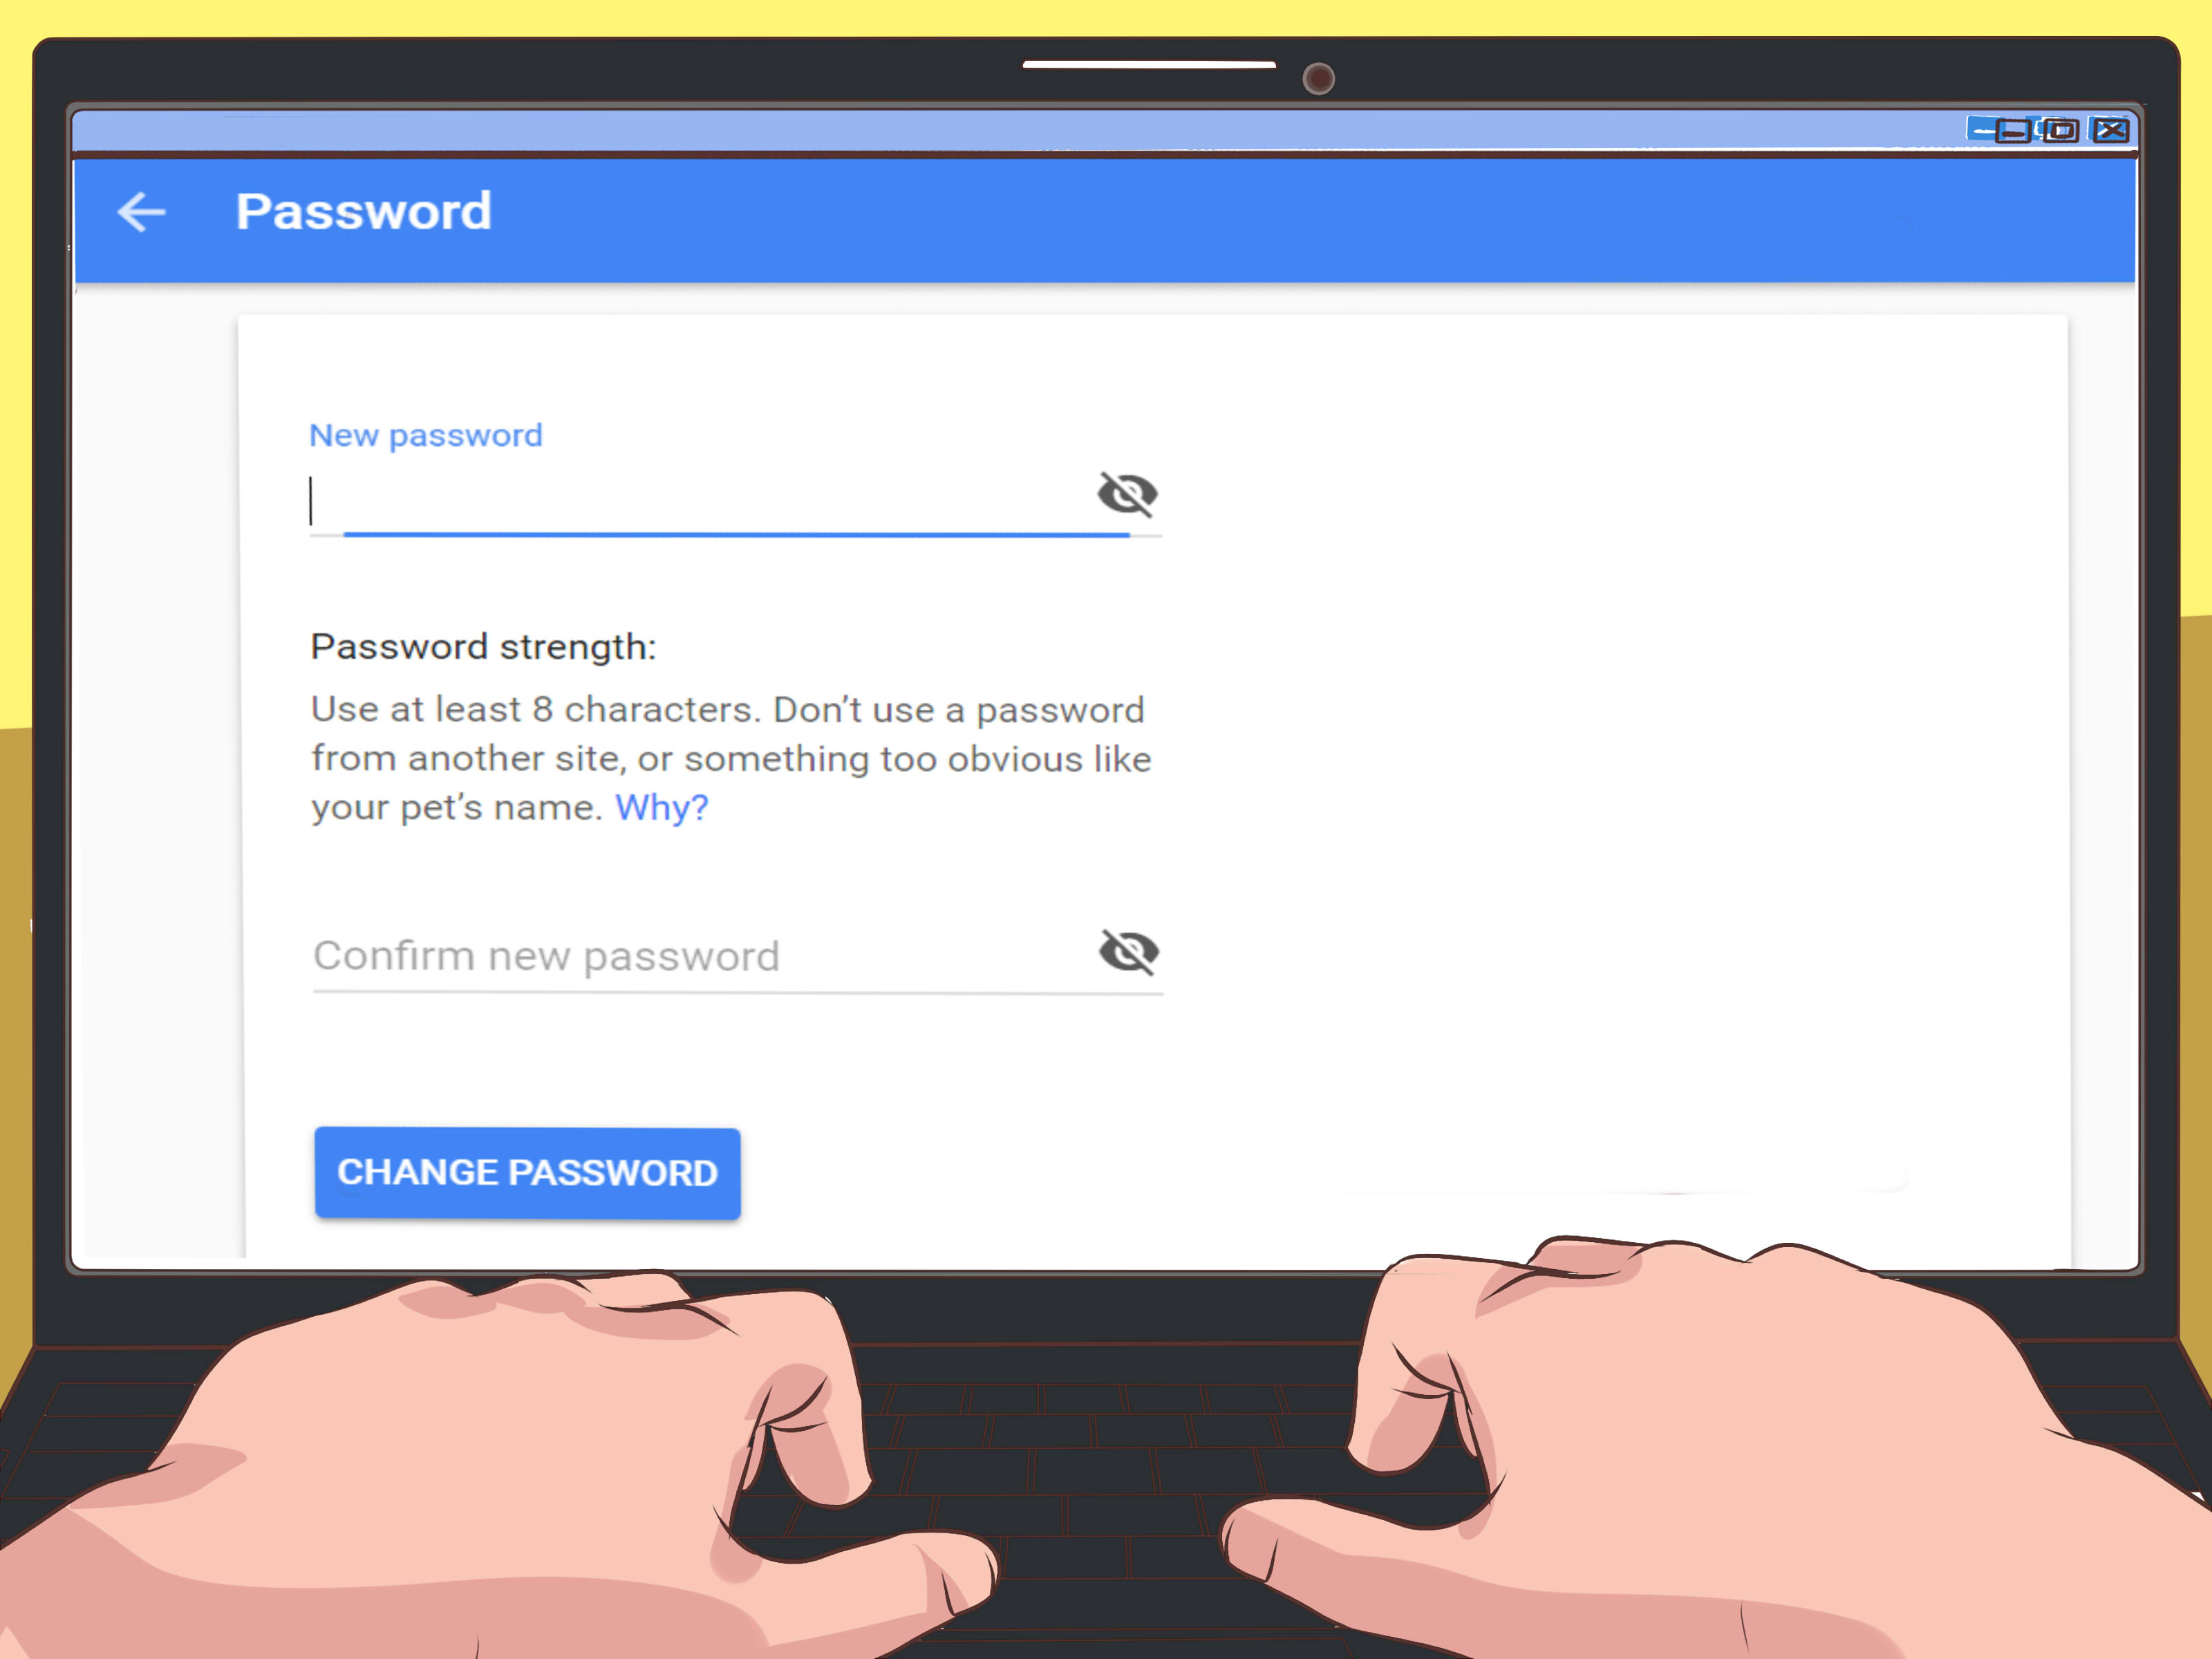 Password
New password
Password strength:
Use at least 8 characters. Don’t use a password
from another site, or something too obvious like
your pet’s name. Why?
Confirm new password
CHANGE PASSWORD